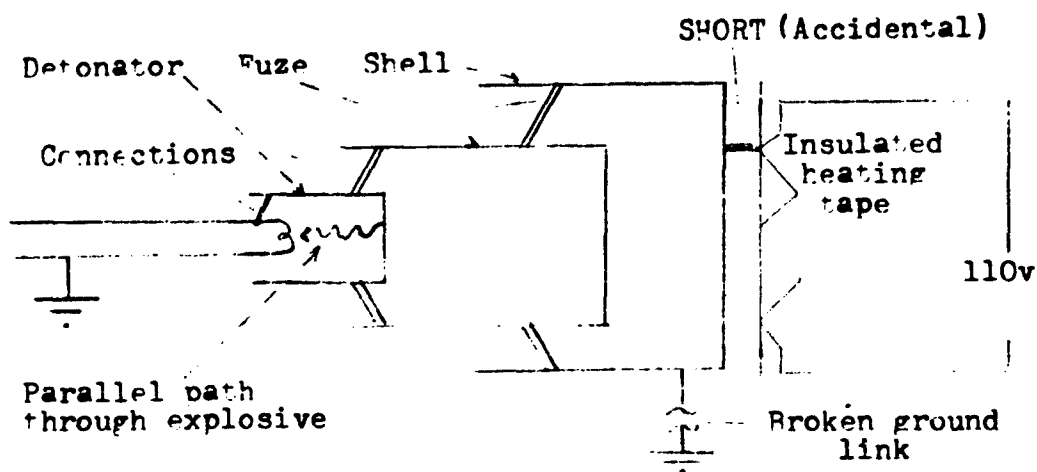 SHORT (Accidental)
Detonator Fuze Shell
Connections
Insulated
heating
tape
110v
Parallel path
through explosive
Broken ground
link